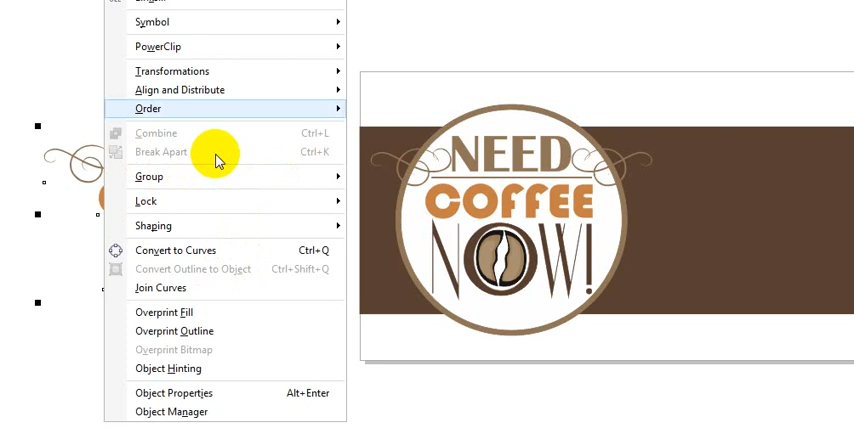 Symbol
PowerClip
Transformations
Align and Distribute
Order
Combine Ctrl+L
Break Apart Ctrl+K
Group
Lock
Shaping
Convert to Curves Ctrl+Q
Convert Outline to Object Ctrl+Shift+Q
Join Curves
Overprint Fill
Overprint Outline
Overprint Bitmap
Object Hinting
Object Properties Alt+Enter
Object Manager
NEED
COFFEE
NOW!